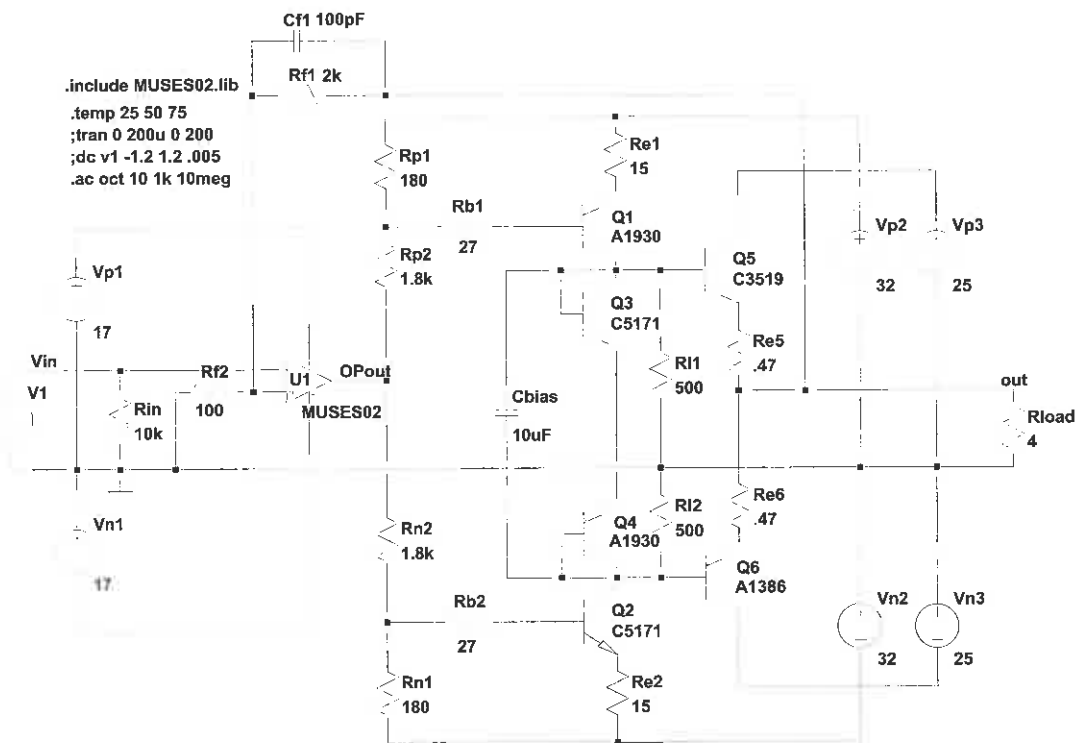 Cf1 100pF
.include MUSES02.lib
Rf1 2k
.temp 25 50 75
;tran 0 200u 0 200
;dc v1 -1.2 1.2 .005
.ac oct 10 1k 10meg
Rp1
180
Re1
15
Rb1
27
Q1
A1930
Vp2
32
Vp3
25
Rp2
1.8k
Q5
C3519
Vp1
17
Q3
C5171
Re5
.47
Vin
V1
Rf2
100
U1
MUSES02
OPout
Rl1
500
out
Rload
4
Rin
10k
Cbias
10uF
Vn1
17
Rn2
1.8k
Q4
A1930
Rl2
500
Re6
.47
Q6
A1386
Rb2
27
Q2
C5171
Vn2
32
Vn3
25
Rn1
180
Re2
15